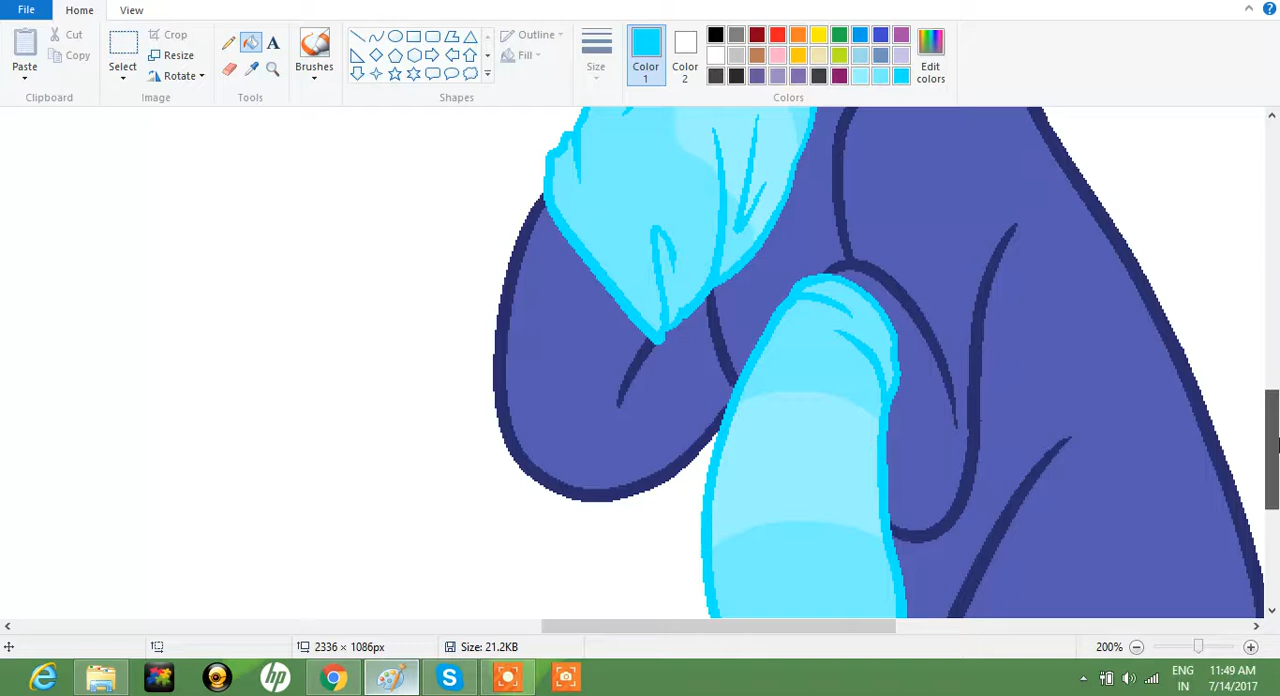 File Home View
Cut
Copy
Paste
Clipboard
Select
Crop
Resize
Rotate
Image
A
Tools
Brushes
Outline
Fill
Shapes
Size
Color
1
Color
2
Edit
colors
Colors
2336 × 1086px
Size: 21.2KB
200%
hp
S
ENG
IN
11:49 AM
7/14/2017